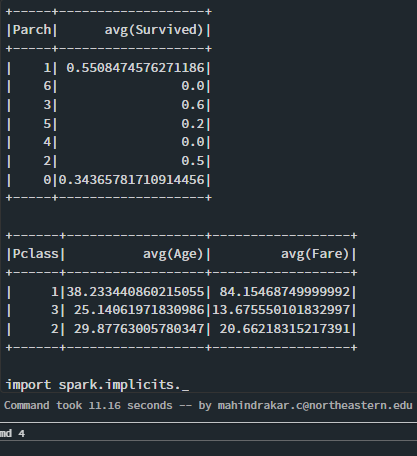 +-----+-------------------+
|Parch|      avg(Survived)|
+-----+-------------------+
|    1| 0.5508474576271186|
|    6|                0.0|
|    3|                0.6|
|    5|                0.2|
|    4|                0.0|
|    2|                0.5|
|    0|0.34365781710914456|
+-----+-------------------+
+------+------------------+------------------+
|Pclass|          avg(Age)|         avg(Fare)|
+------+------------------+------------------+
|     1|38.233440860215055| 84.15468749999992|
|     3| 25.14061971830986|13.675550101832997|
|     2| 29.87763005780347| 20.66218315217391|
+------+------------------+------------------+
import spark.implicits._
Command took 11.16 seconds -- by mahindrakar.c@northeastern.edu
md 4